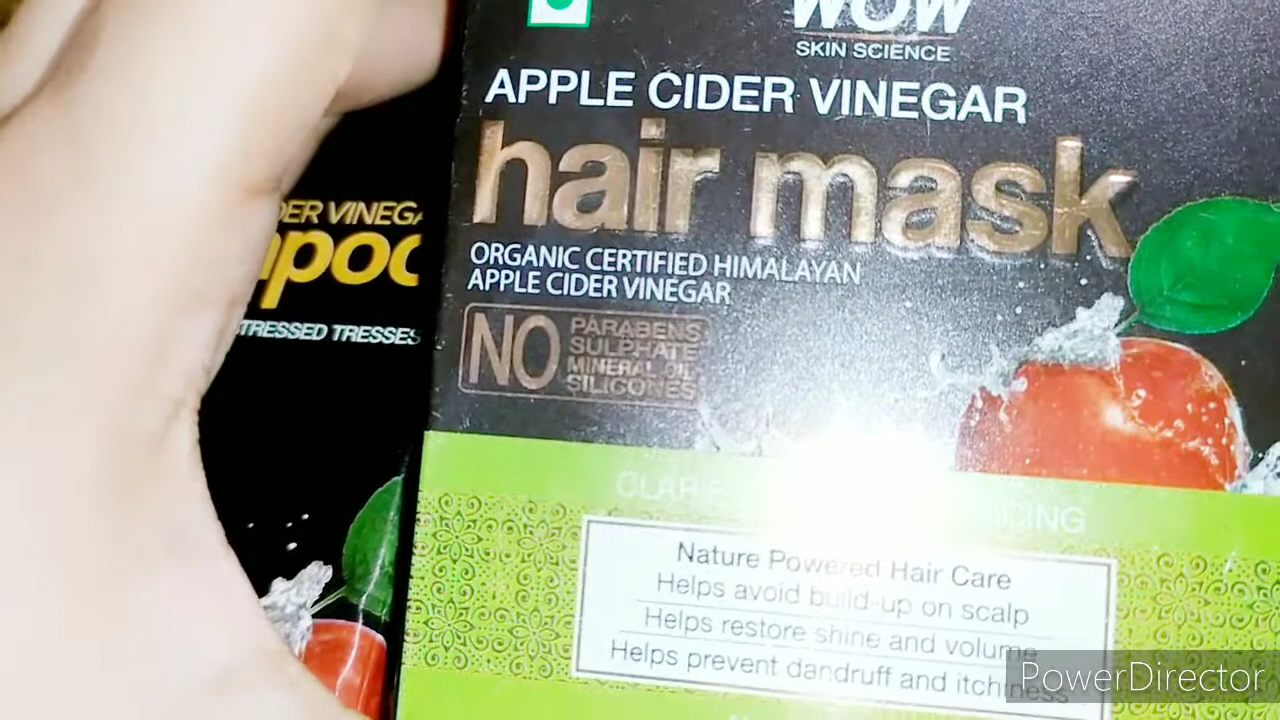 WOW
SKIN SCIENCE
APPLE CIDER VINEGAR
hair mask
ORGANIC CERTIFIED HIMALAYAN
APPLE CIDER VINEGAR
NO
PARABENS
SULPHATE
MINERAL OIL
SILICONES
Nature Powered Hair Care
Helps avoid build-up on scalp
Helps restore shine and volume
Helps prevent dandruff and itchiness
DER VINEGA
mpoo
STRESSED TRESSES
PowerDirector